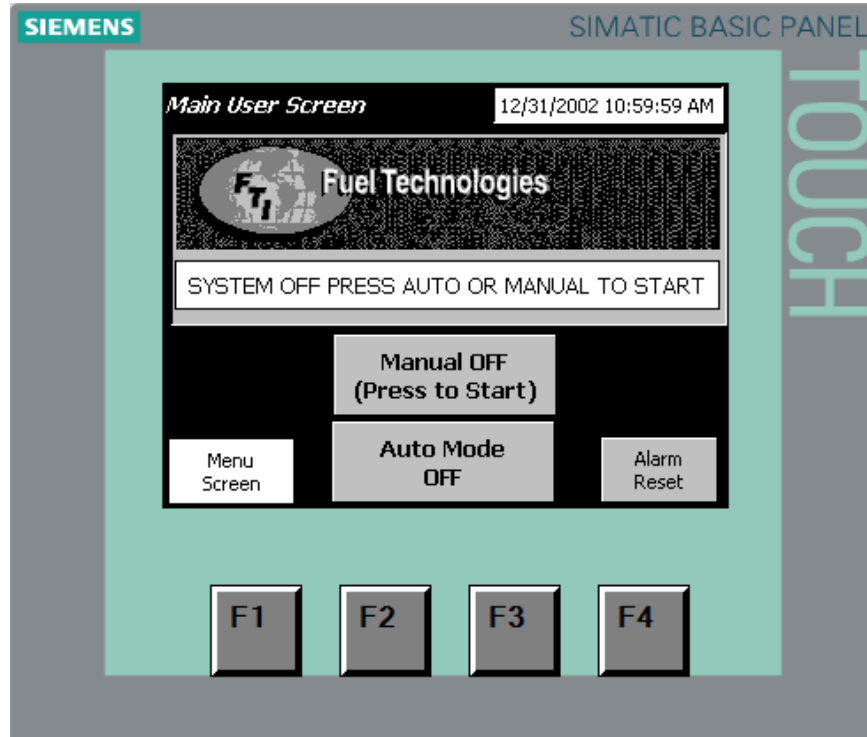 SIEMENS
SIMATIC BASIC PANEL
TOUCH
Main User Screen
12/31/2002 10:59:59 AM
FTI
Fuel Technologies
SYSTEM OFF PRESS AUTO OR MANUAL TO START
Manual OFF
(Press to Start)
Auto Mode
OFF
Menu
Screen
Alarm
Reset
F1
F2
F3
F4